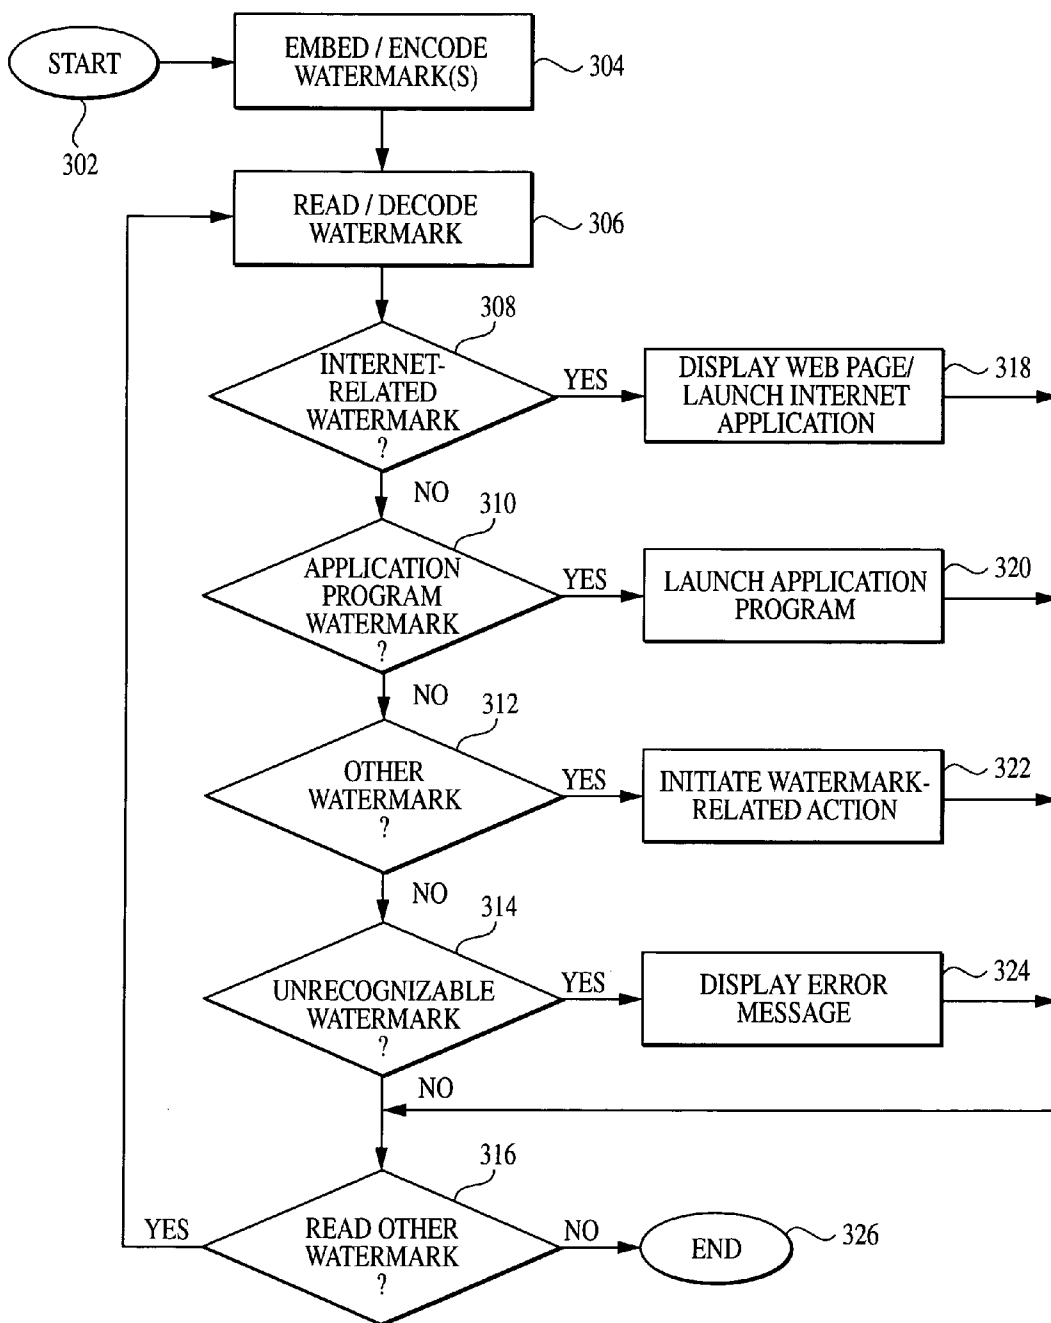 START
EMBED / ENCODE
WATERMARK(S)
304
302
READ / DECODE
WATERMARK
306
308
INTERNET-
RELATED
WATERMARK
?
YES
DISPLAY WEB PAGE/
LAUNCH INTERNET
APPLICATION
318
NO
310
APPLICATION
PROGRAM
WATERMARK
?
YES
LAUNCH APPLICATION
PROGRAM
320
NO
312
OTHER
WATERMARK
?
YES
INITIATE WATERMARK-
RELATED ACTION
322
NO
314
UNRECOGNIZABLE
WATERMARK
?
YES
DISPLAY ERROR
MESSAGE
324
NO
316
YES
READ OTHER
WATERMARK
?
NO
END
326